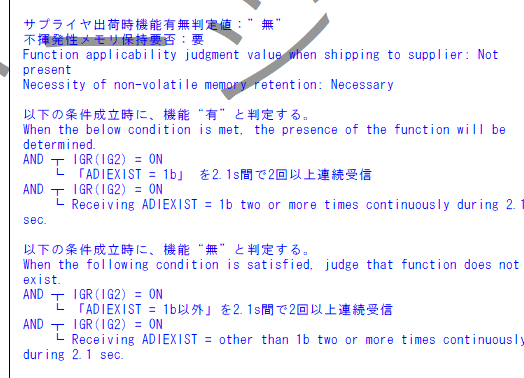 サプライヤ出荷時機能有無判定値：”無”
不揮発性メモリ保持要否：要
Function applicability judgment value when shipping to supplier: Not
present
Necessity of non-volatile memory retention: Necessary
以下の条件成立時に、機能“有”と判定する。
When the below condition is met, the presence of the function will be
determined.
AND ┬ IGR(IG2) = ON
└ 「ADIEXIST = 1b」 を2.1s間で2回以上連続受信
AND ┬ IGR(IG2) = ON
└ Receiving ADIEXIST = 1b two or more times continuously during 2.1
sec.
以下の条件成立時に、機能“無”と判定する。
When the following condition is satisfied, judge that function does not
exist.
AND ┬ IGR(IG2) = ON
└ 「ADIEXIST = 1b以外」を2.1s間で2回以上連続受信
AND ┬ IGR(IG2) = ON
└ Receiving ADIEXIST = other than 1b two or more times continuously
during 2.1 sec.